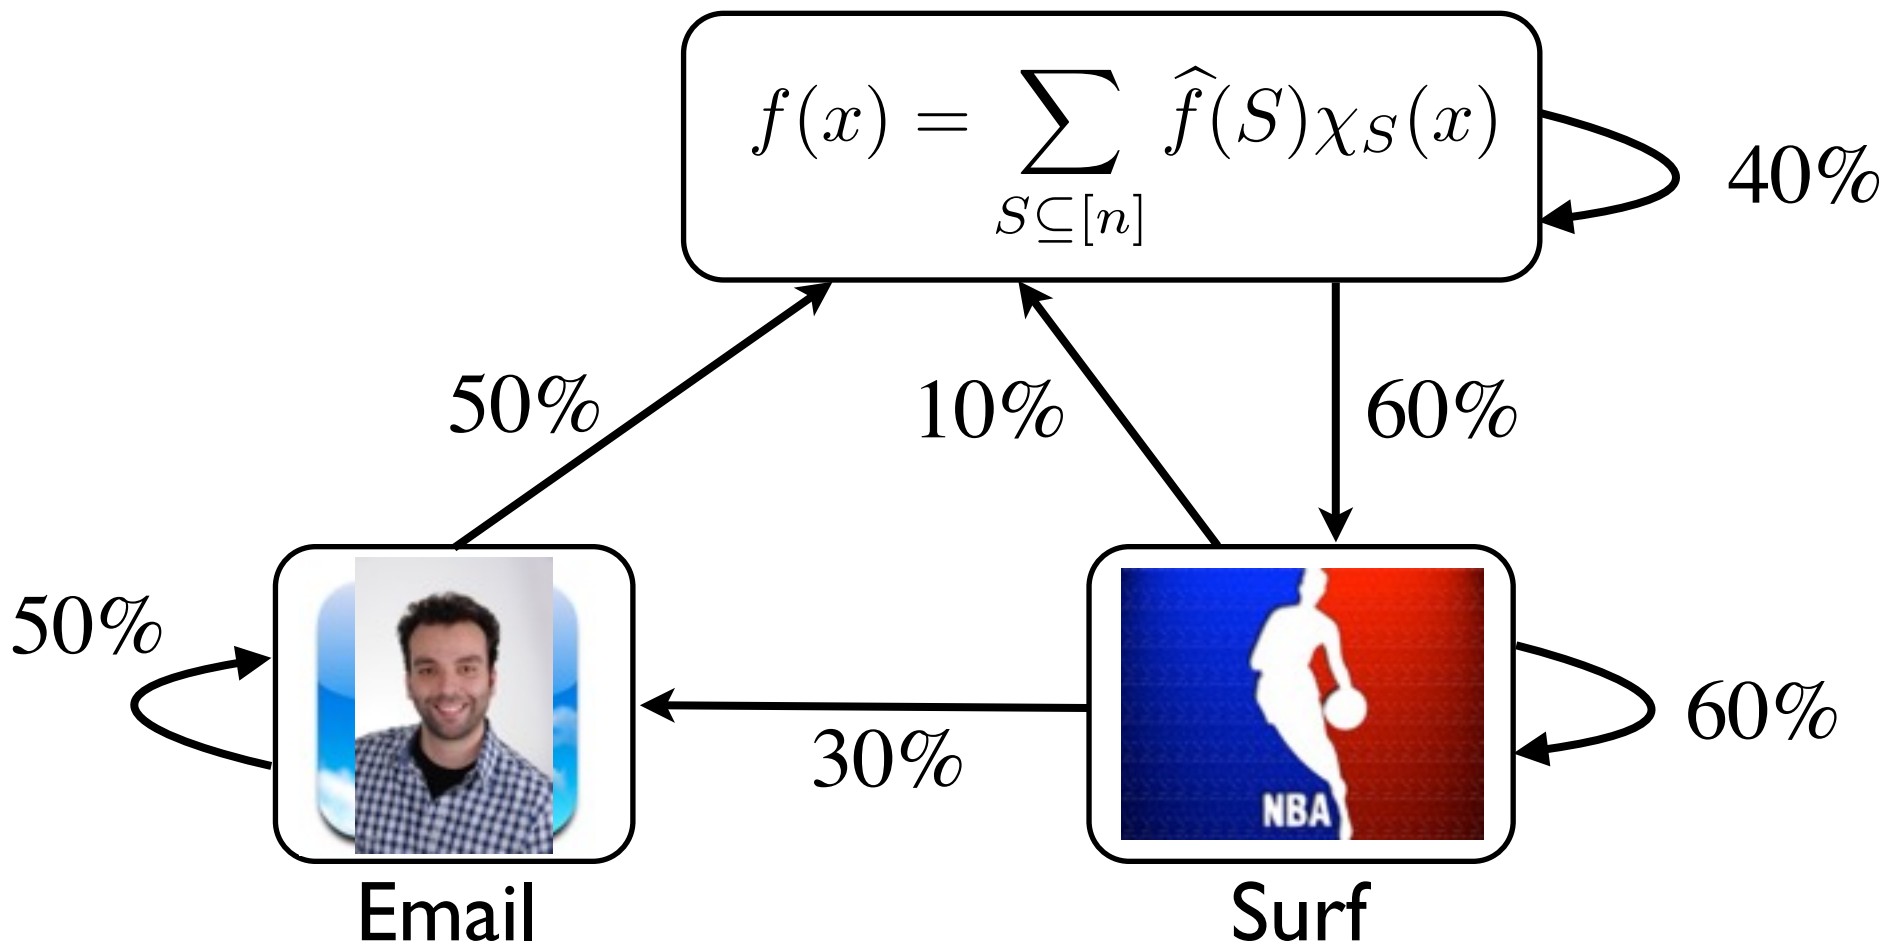 f(x) = ∑ f̂(S)χ_S(x)
S⊆[n]
40%
50% 10% 60%
50%
60%
30%
NBA
Email Surf